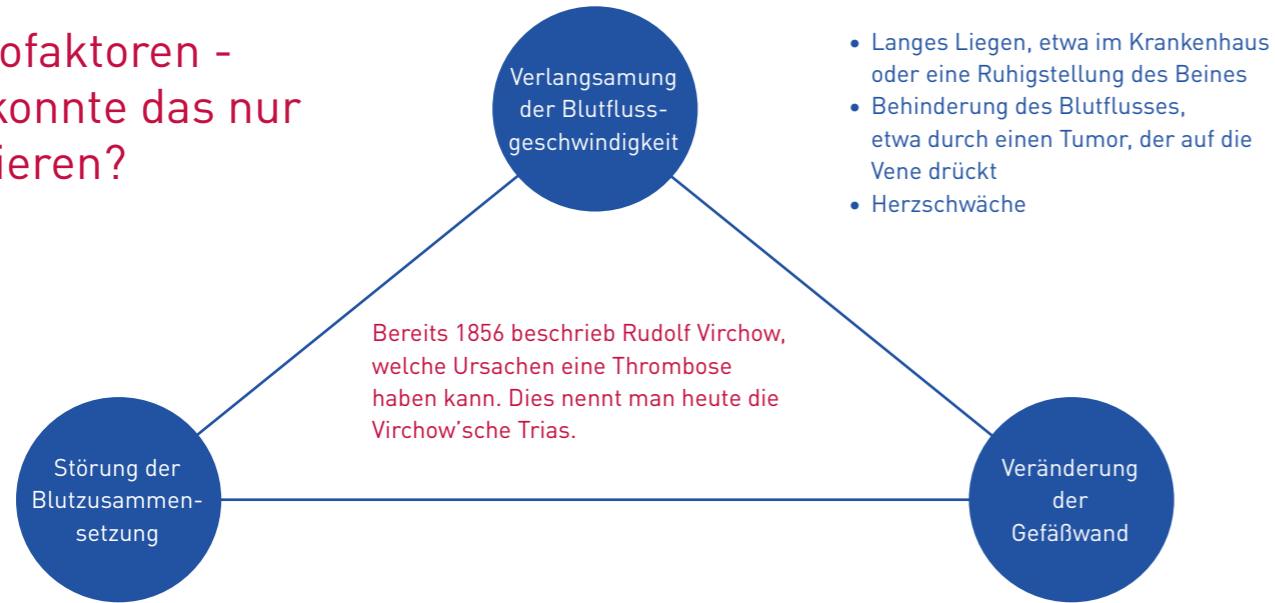 ofaktoren -
konnte das nur
ieren?
Verlangsamung
der Blutfluss-
geschwindigkeit
• Langes Liegen, etwa im Krankenhaus
oder eine Ruhigstellung des Beines
• Behinderung des Blutflusses,
etwa durch einen Tumor, der auf die
Vene drückt
• Herzschwäche
Bereits 1856 beschrieb Rudolf Virchow,
welche Ursachen eine Thrombose
haben kann. Dies nennt man heute die
Virchow’sche Trias.
Störung der
Blutzusammen-
setzung
Veränderung
der
Gefäßwand